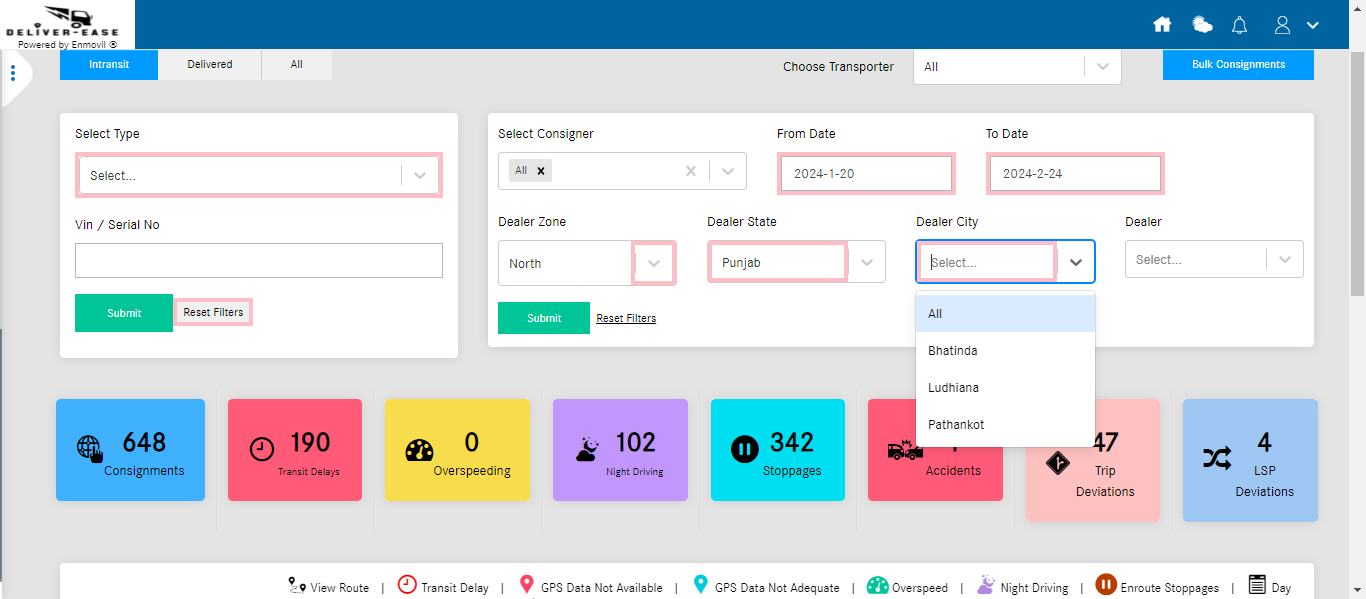 DELIVER-EASE
Powered by Enmovil ®
Intransit
Delivered
All
Choose Transporter
All
Bulk Consignments
Select Type
Select...
Vin / Serial No
Submit
Reset Filters
Select Consigner
All
From Date
2024-1-20
To Date
2024-2-24
Dealer Zone
North
Dealer State
Punjab
Dealer City
Select...
Dealer
Select...
All
Bhatinda
Ludhiana
Pathankot
Submit
Reset Filters
648
Consignments
190
Transit Delays
0
Overspeeding
102
Night Driving
342
Stoppages
Accidents
47
Trip
Deviations
4
LSP
Deviations
View Route | Transit Delay | GPS Data Not Available | GPS Data Not Adequate | Overspeed | Night Driving | Enroute Stoppages | Day